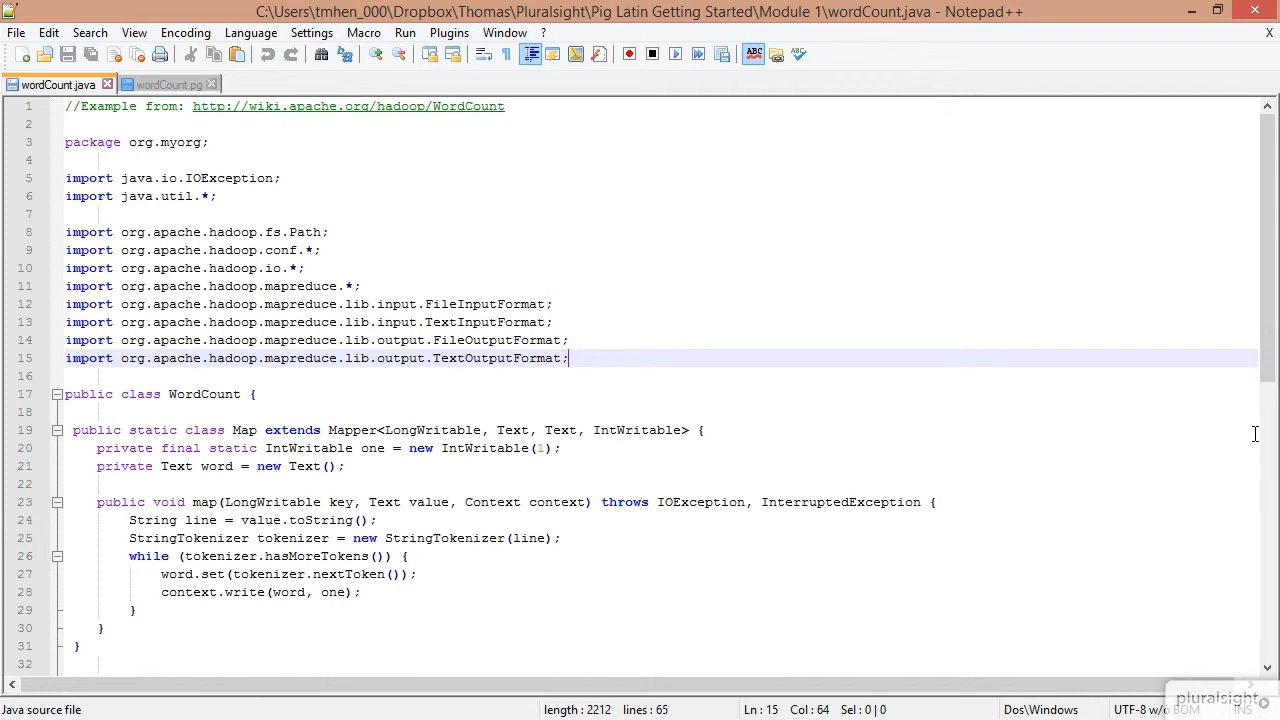 C:\Users\tmhen_000\Dropbox\Thomas\Pluralsight\Pig Latin Getting Started\Module 1\wordCount.java - Notepad++
File Edit Search View Encoding Language Settings Macro Run Plugins Window ? X
wordCount.java wordCount.pg
1 //Example from: http://wiki.apache.org/hadoop/WordCount
2
3 package org.myorg;
4
5 import java.io.IOException;
6 import java.util.*;
7
8 import org.apache.hadoop.fs.Path;
9 import org.apache.hadoop.conf.*;
10 import org.apache.hadoop.io.*;
11 import org.apache.hadoop.mapreduce.*;
12 import org.apache.hadoop.mapreduce.lib.input.FileInputFormat;
13 import org.apache.hadoop.mapreduce.lib.input.TextInputFormat;
14 import org.apache.hadoop.mapreduce.lib.output.FileOutputFormat;
15 import org.apache.hadoop.mapreduce.lib.output.TextOutputFormat;
16
17 public class WordCount {
18
19 public static class Map extends Mapper<LongWritable, Text, Text, IntWritable> {
20 private final static IntWritable one = new IntWritable(1);
21 private Text word = new Text();
22
23 public void map(LongWritable key, Text value, Context context) throws IOException, InterruptedException {
24 String line = value.toString();
25 StringTokenizer tokenizer = new StringTokenizer(line);
26 while (tokenizer.hasMoreTokens()) {
27 word.set(tokenizer.nextToken());
28 context.write(word, one);
29 }
30 }
31 }
32
Java source file length : 2212 lines : 65 Ln : 15 Col : 64 Sel : 0 | 0 Dos\Windows UTF-8 w/o BOM INS
pluralsight